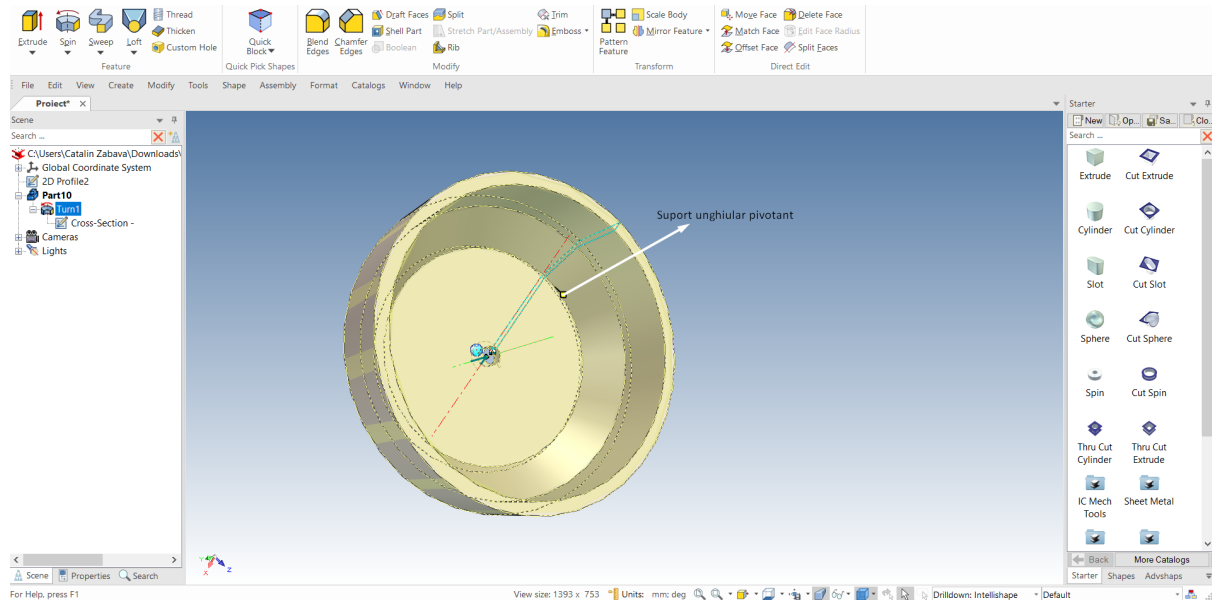 Extrude
Spin
Sweep
Loft
Thread
Thicken
Custom Hole
Feature
Quick
Block
Quick Pick Shapes
Blend
Edges
Chamfer
Edges
Draft Faces
Shell Part
Boolean
Split
Stretch Part/Assembly
Rib
Trim
Emboss
Modify
Pattern
Feature
Scale Body
Mirror Feature
Transform
Move Face
Match Face
Offset Face
Delete Face
Edit Face Radius
Split Faces
Direct Edit
File Edit View Create Modify Tools Shape Assembly Format Catalogs Window Help
Proiect*
Scene
Search ...
C:\Users\Catalin Zabava\Downloads\
Global Coordinate System
2D Profile2
Part10
Turn1
Cross-Section -
Cameras
Lights
Scene Properties Search
Suport unghiular pivotant
Y
X
Z
Starter
New Op... Sa... Clo...
Search ...
Extrude Cut Extrude
Cylinder Cut Cylinder
Slot Cut Slot
Sphere Cut Sphere
Spin Cut Spin
Thru Cut
Cylinder
Thru Cut
Extrude
IC Mech
Tools
Sheet Metal
Back More Catalogs
Starter Shapes Advshaps
For Help, press F1
View size: 1393 x 753 Units: mm; deg Drilldown: Intellishape Default